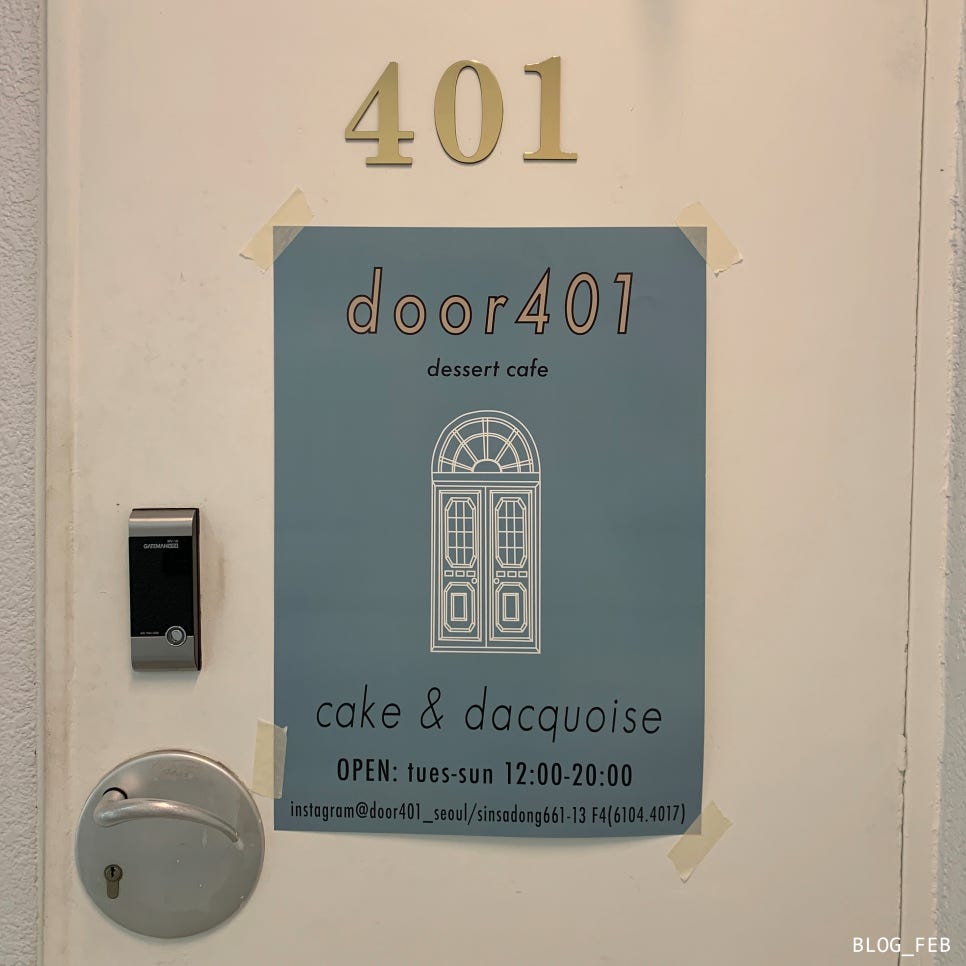 401
door401
dessert cafe
GATEMAN
cake & dacquoise
OPEN: tues-sun 12:00-20:00
instagram@door401_seoul/sinsadong661-13 F4(6104.4017)
BLOG_FEB